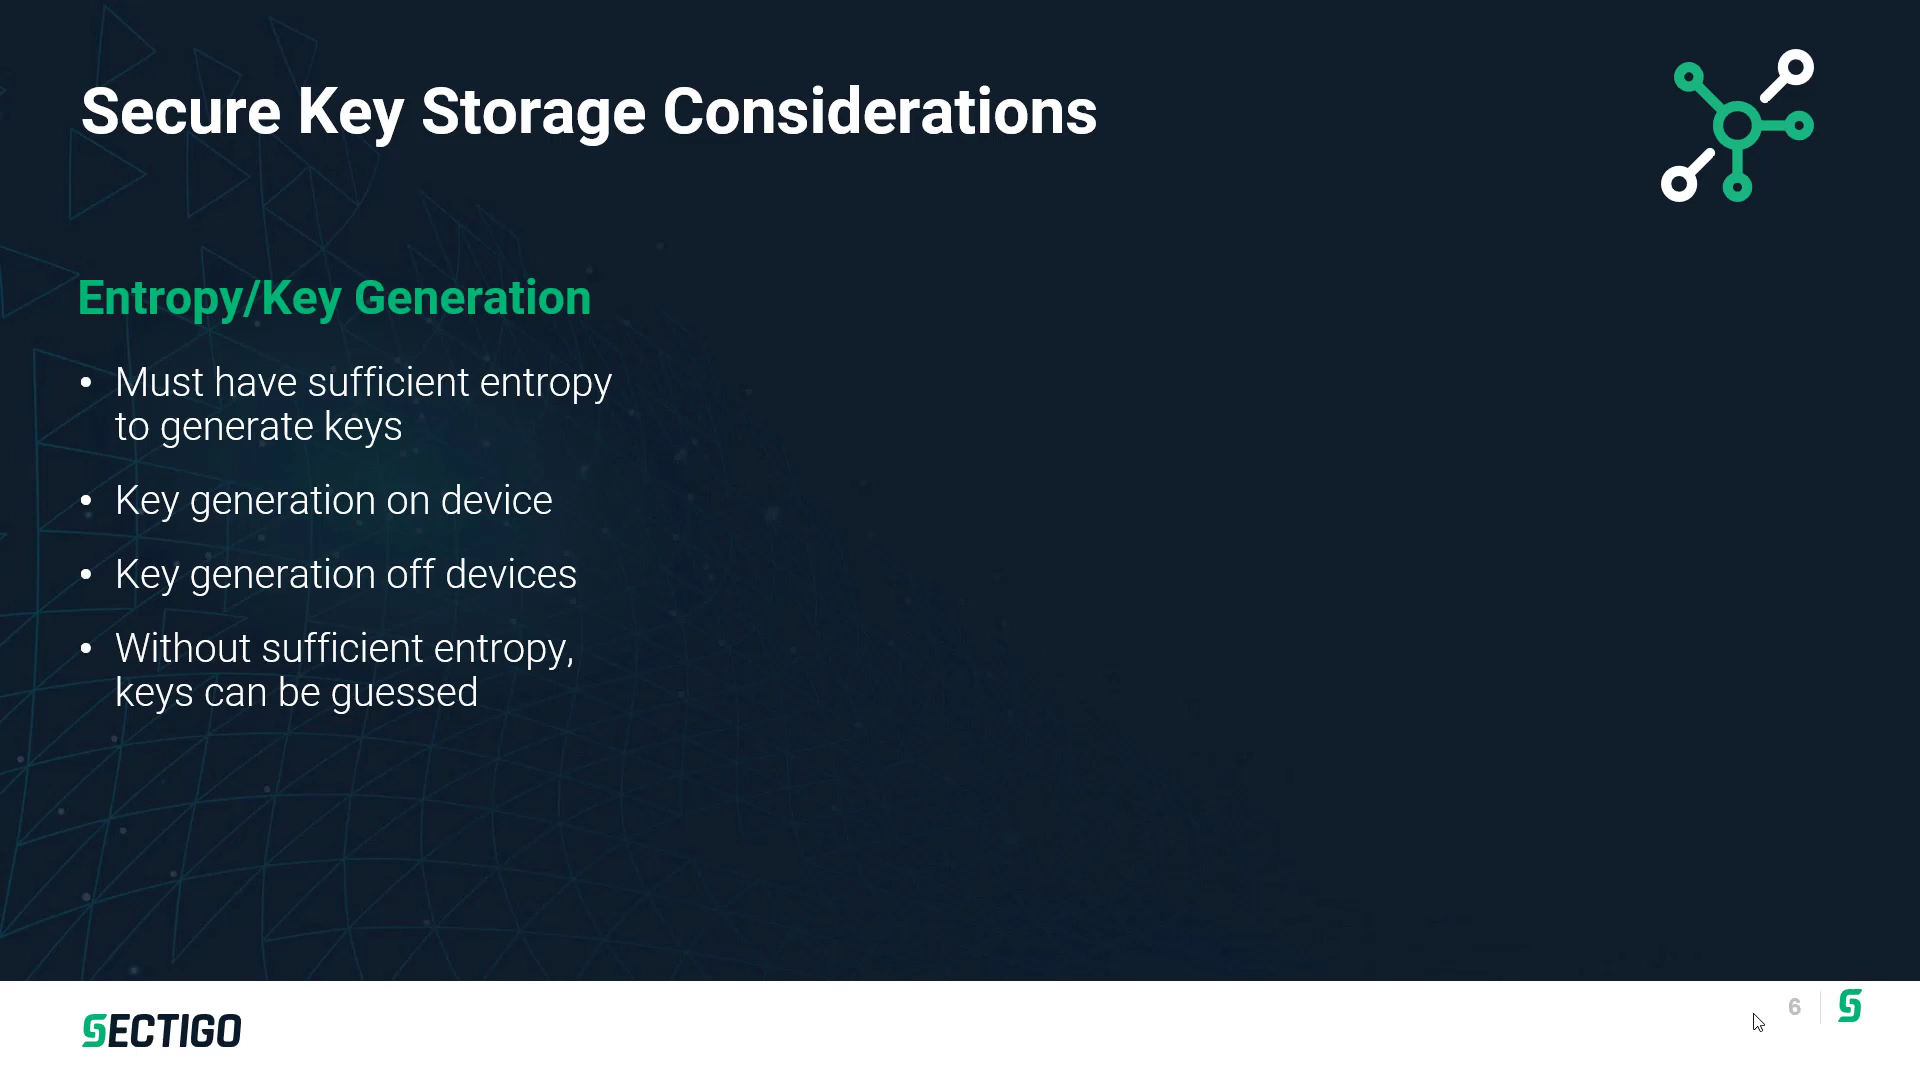 Secure Key Storage Considerations
Entropy/Key Generation
• Must have sufficient entropy
to generate keys
• Key generation on device
• Key generation off devices
• Without sufficient entropy,
keys can be guessed
SECTIGO
6
S